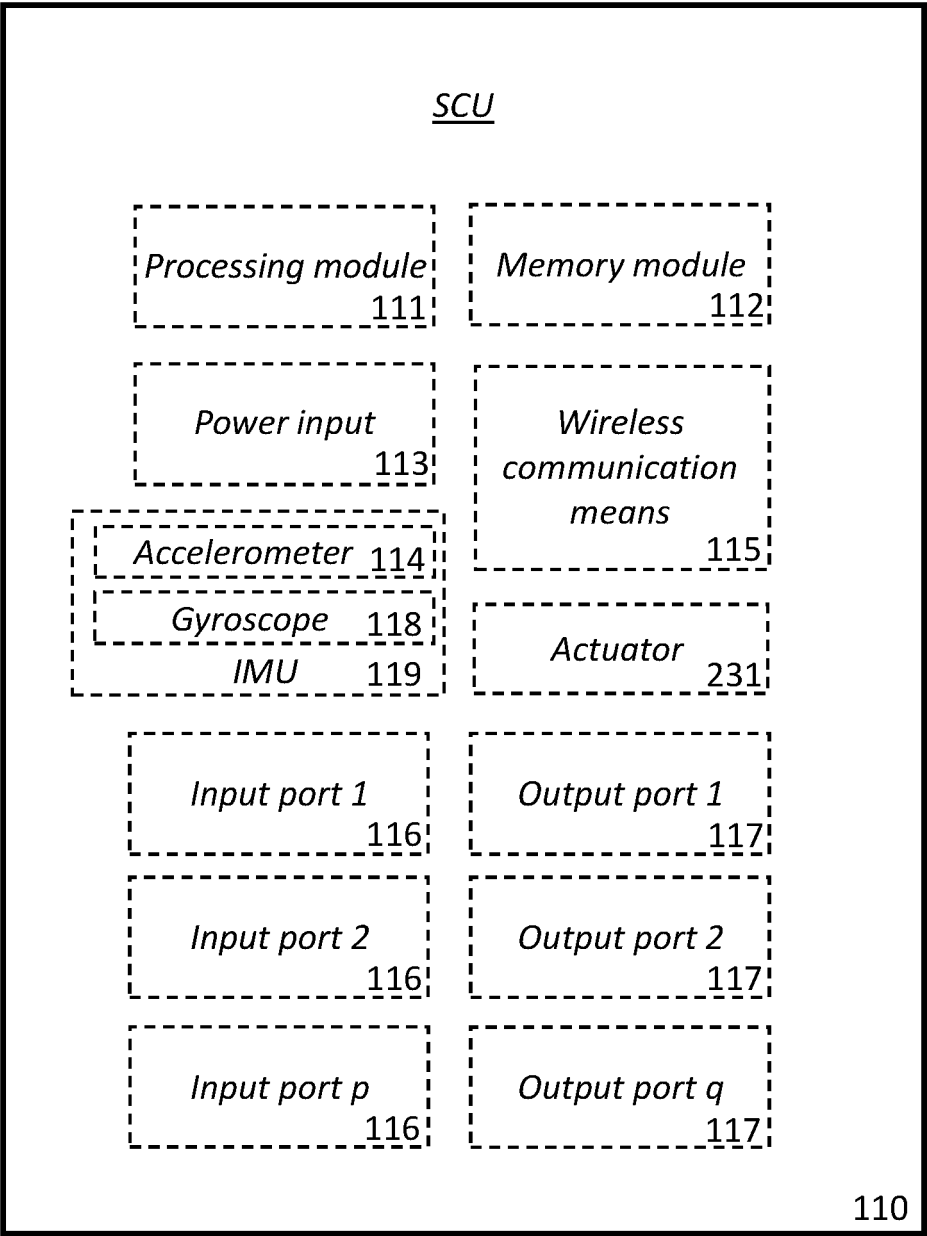 SCU
Processing module
111
Memory module
112
Power input
113
Wireless
communication
means
115
Accelerometer 114
Gyroscope 118
IMU 119
Actuator
231
Input port 1
116
Output port 1
117
Input port 2
116
Output port 2
117
Input port p
116
Output port q
117
110